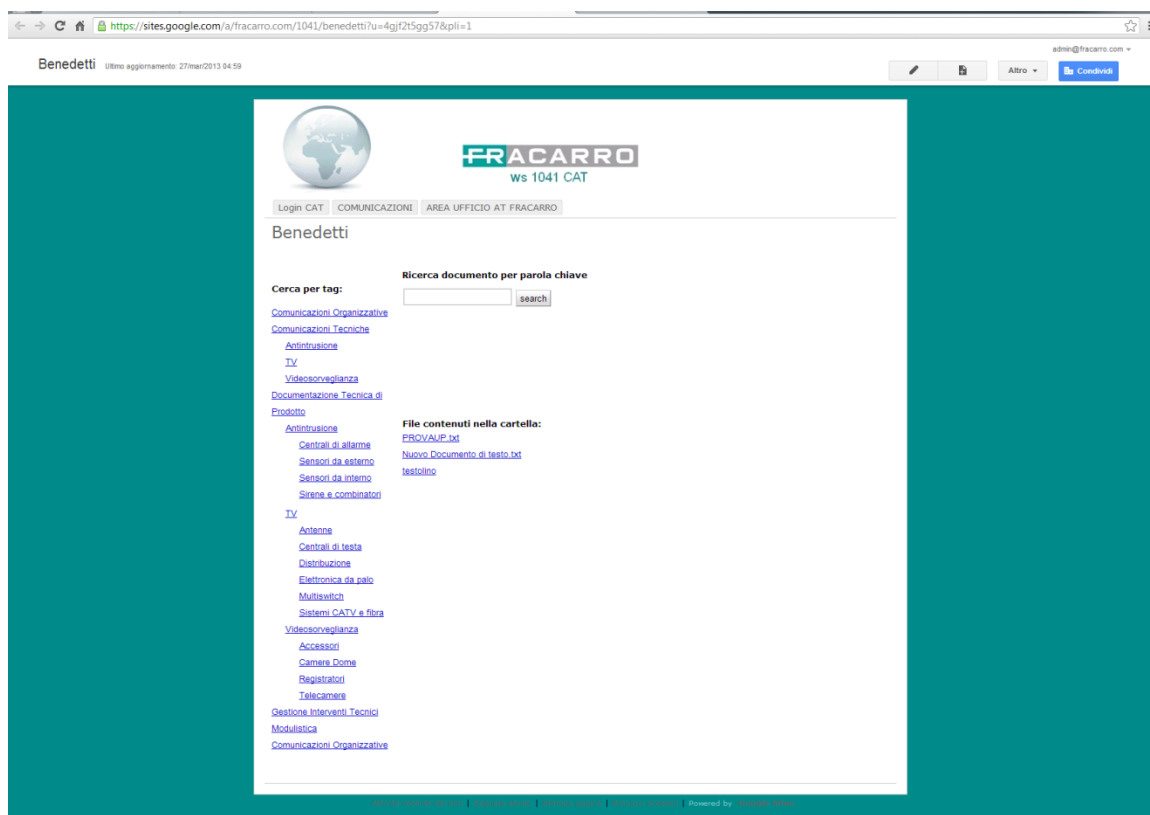 https://sites.google.com/a/fracarro.com/1041/benedetti?u=4gjf2t5gg57&pli=1
admin@fracarro.com
Benedetti Ultimo aggiornamento: 27/mar/2013 04:59
Altro
Condividi
FRACARRO
ws 1041 CAT
Login CAT COMUNICAZIONI AREA UFFICIO AT FRACARRO
Benedetti
Ricerca documento per parola chiave
search
Cerca per tag:
Comunicazioni Organizzative
Comunicazioni Tecniche
Antintrusione
TV
Videosorveglianza
Documentazione Tecnica di
Prodotto
Antintrusione
Centrali di allarme
Sensori da esterno
Sensori da interno
Sirene e combinatori
TV
Antenne
Centrali di testa
Distribuzione
Elettronica da palo
Multiswitch
Sistemi CATV e fibra
Videosorveglianza
Accessori
Camere Dome
Registratori
Telecamere
Gestione Interventi Tecnici
Modulistica
Comunicazioni Organizzative
File contenuti nella cartella:
PROVAUP.txt
Nuovo Documento di testo.txt
testolino
Powered by